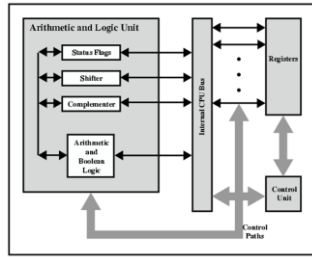 Arithmetic and Logic Unit
Status Flags
Shifter
Complementer
Arithmetic
and
Boolean
Logic
Internal CPU Bus
Registers
Control
Unit
Control
Paths